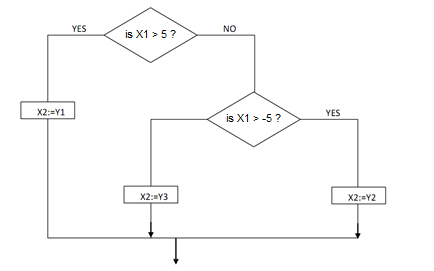 YES
is X1 > 5 ?
NO
X2:=Y1
is X1 > -5 ?
YES
X2:=Y3
X2:=Y2